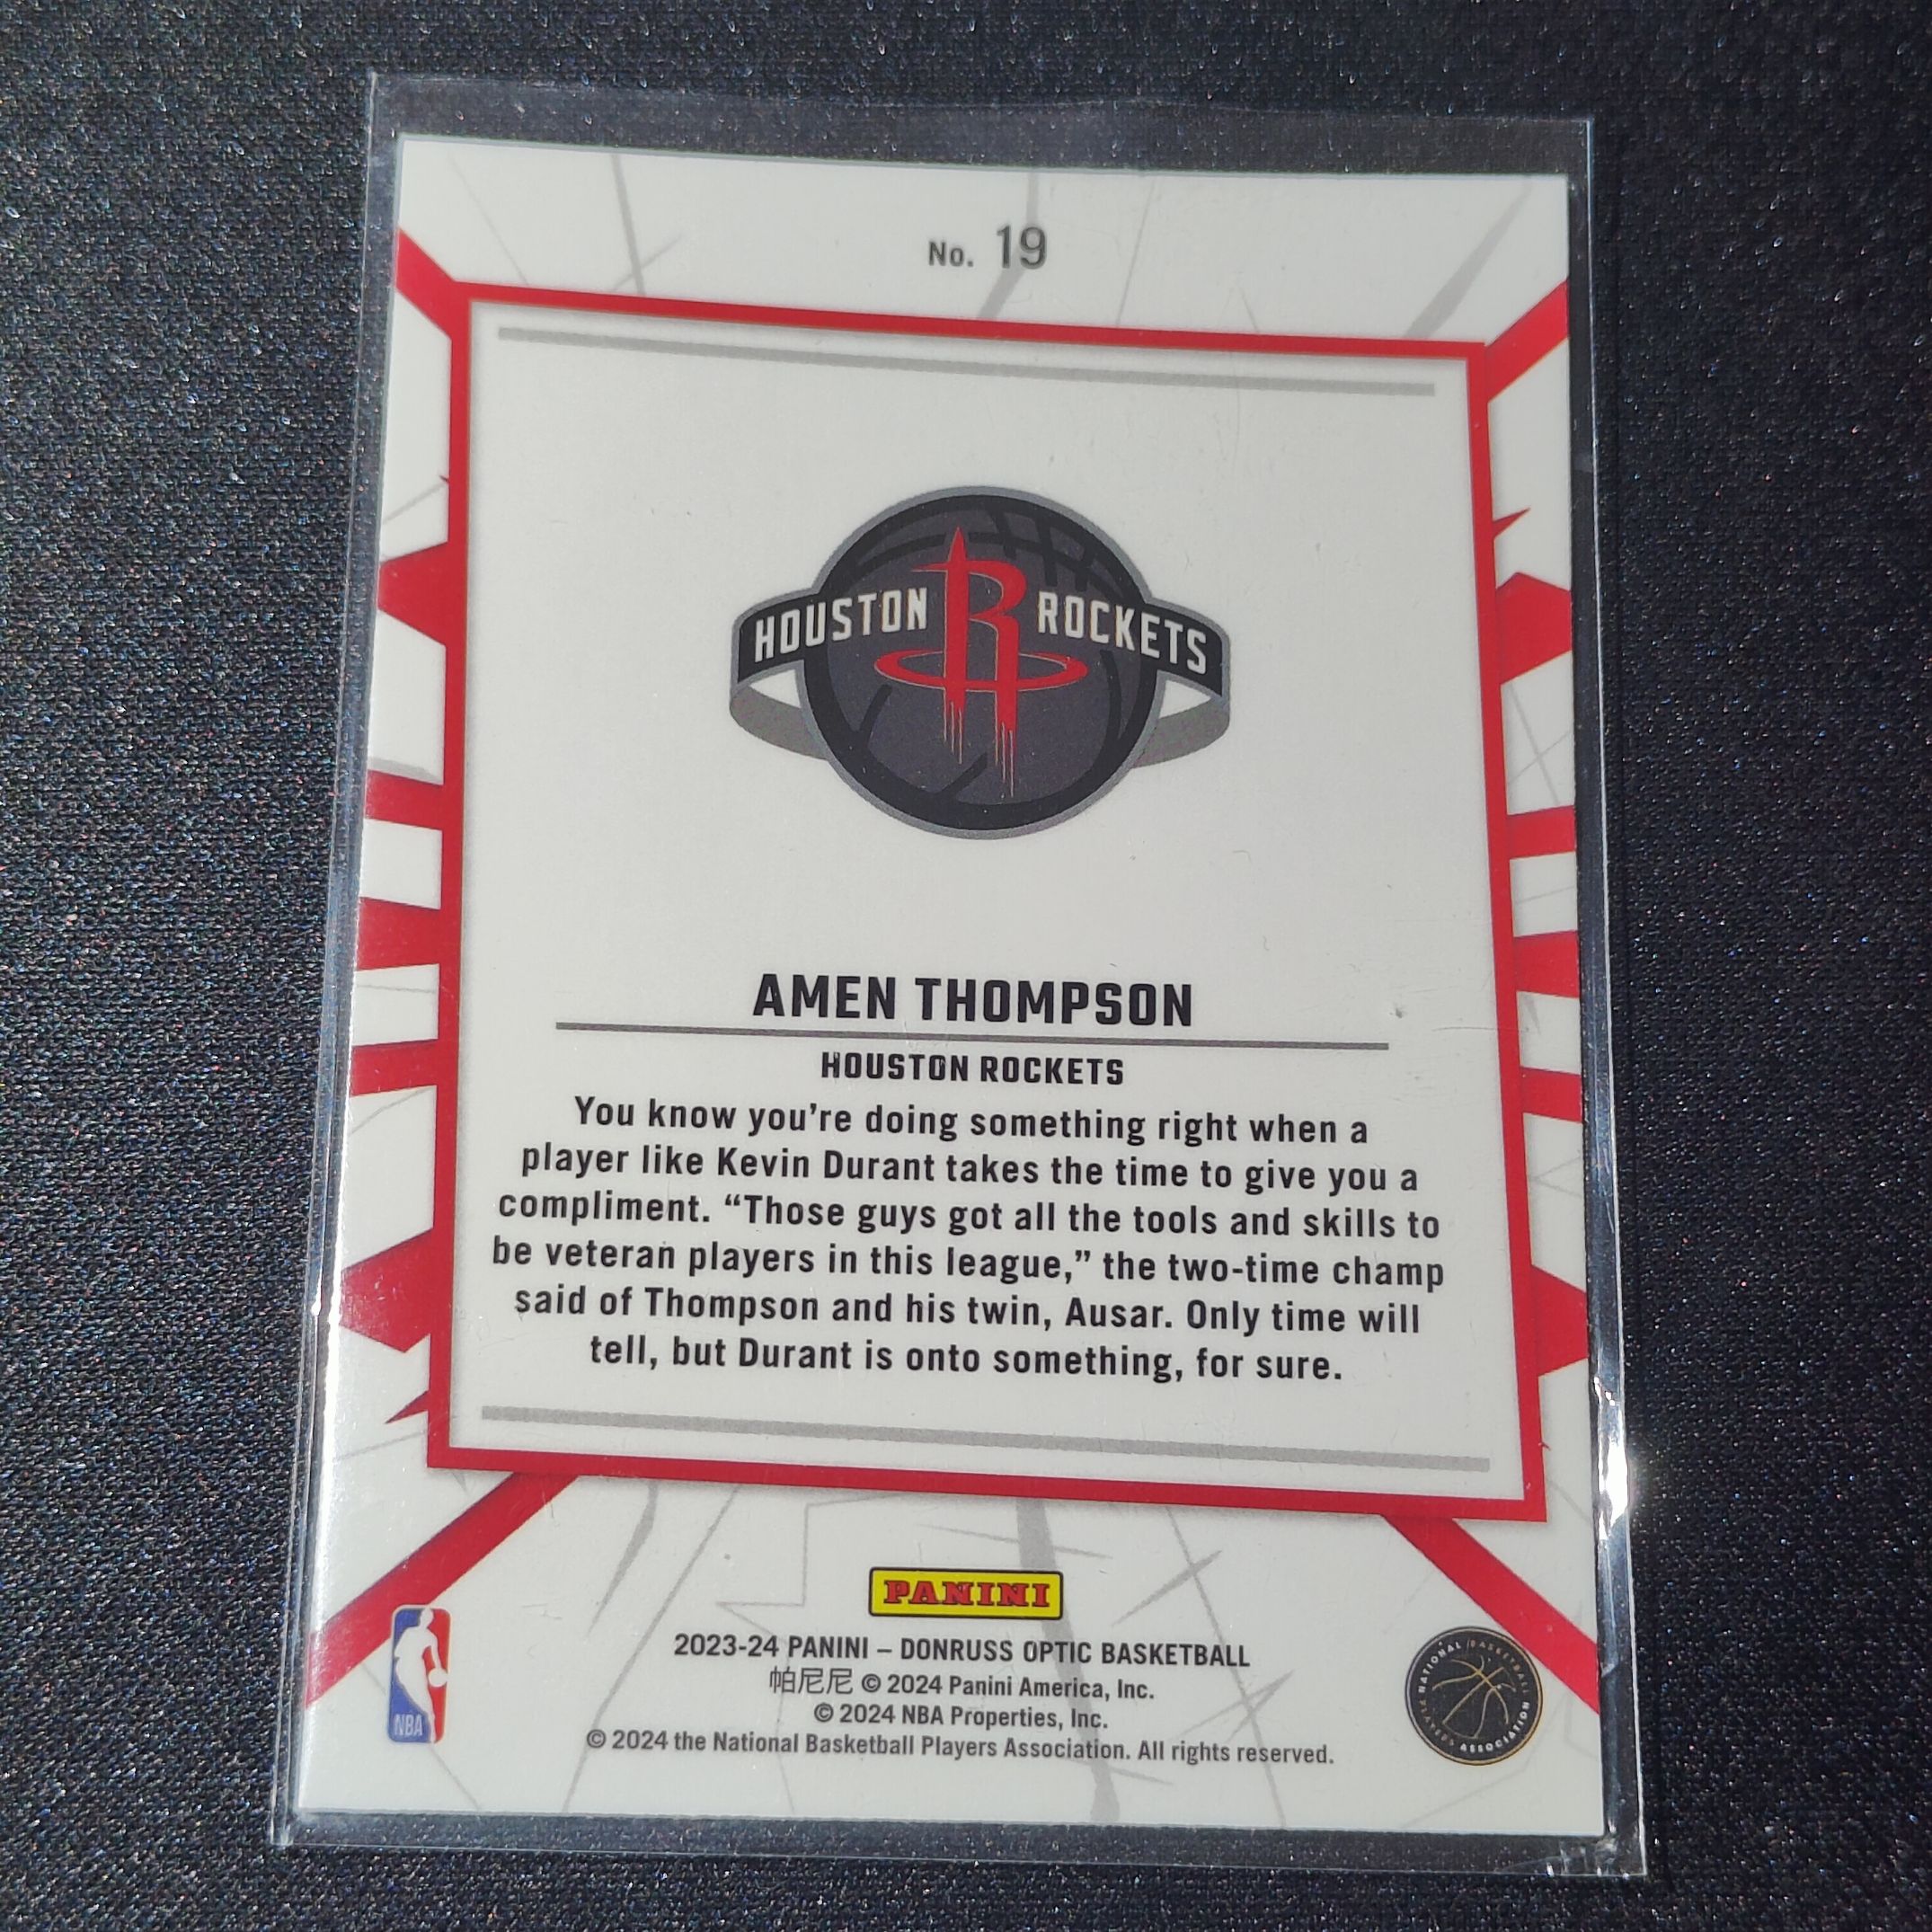 No. 19
HOUSTON R ROCKETS
AMEN THOMPSON
HOUSTON ROCKETS
You know you're doing something right when a
player like Kevin Durant takes the time to give you a
compliment. “Those guys got all the tools and skills to
be veteran players in this league,” the two-time champ
said of Thompson and his twin, Ausar. Only time will
tell, but Durant is onto something, for sure.
PANINI
2023-24 PANINI – DONRUSS OPTIC BASKETBALL
帕尼尼 © 2024 Panini America, Inc.
© 2024 NBA Properties, Inc.
© 2024 the National Basketball Players Association. All rights reserved.
NBA
NATIONAL BASKETBALL PLAYERS ASSOCIATION